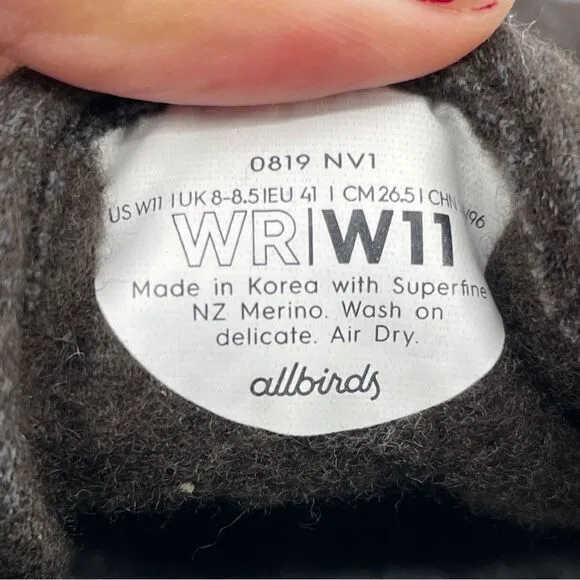 0819 NV1
US W11 | UK 8-8.5 | EU 41 | CM 26.5 | CHN /96
WR|W11
Made in Korea with Superfine
NZ Merino. Wash on
delicate. Air Dry.
allbirds